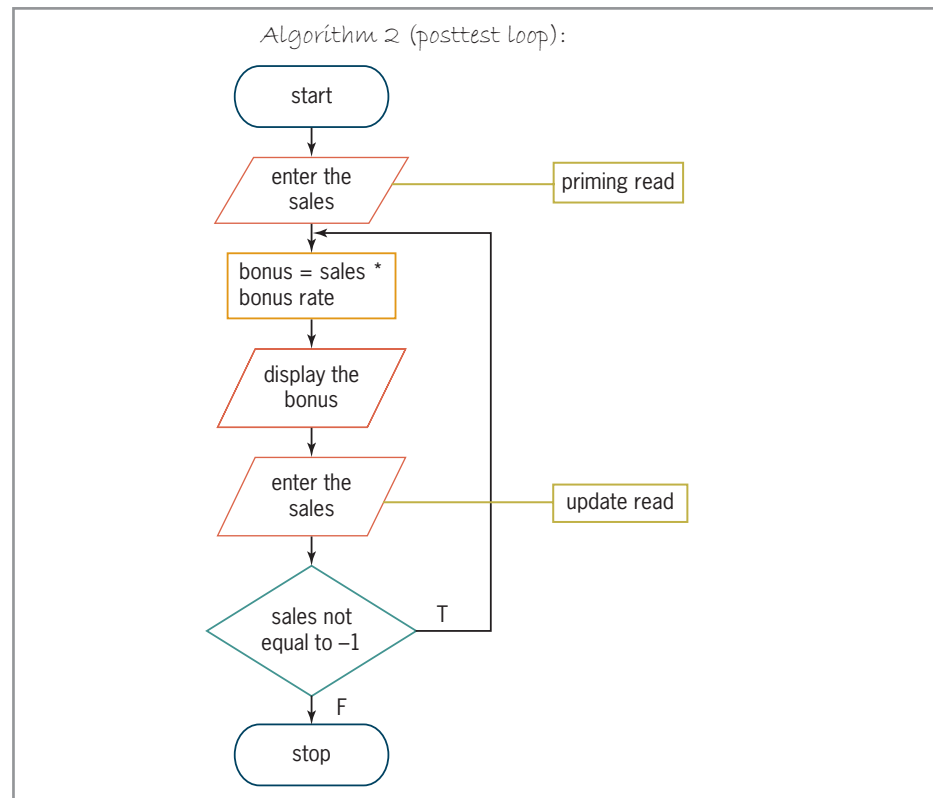 Algorithm 2 (posttest loop):
start
enter the
sales
priming read
bonus = sales *
bonus rate
display the
bonus
enter the
sales
update read
sales not
equal to –1
T
F
stop